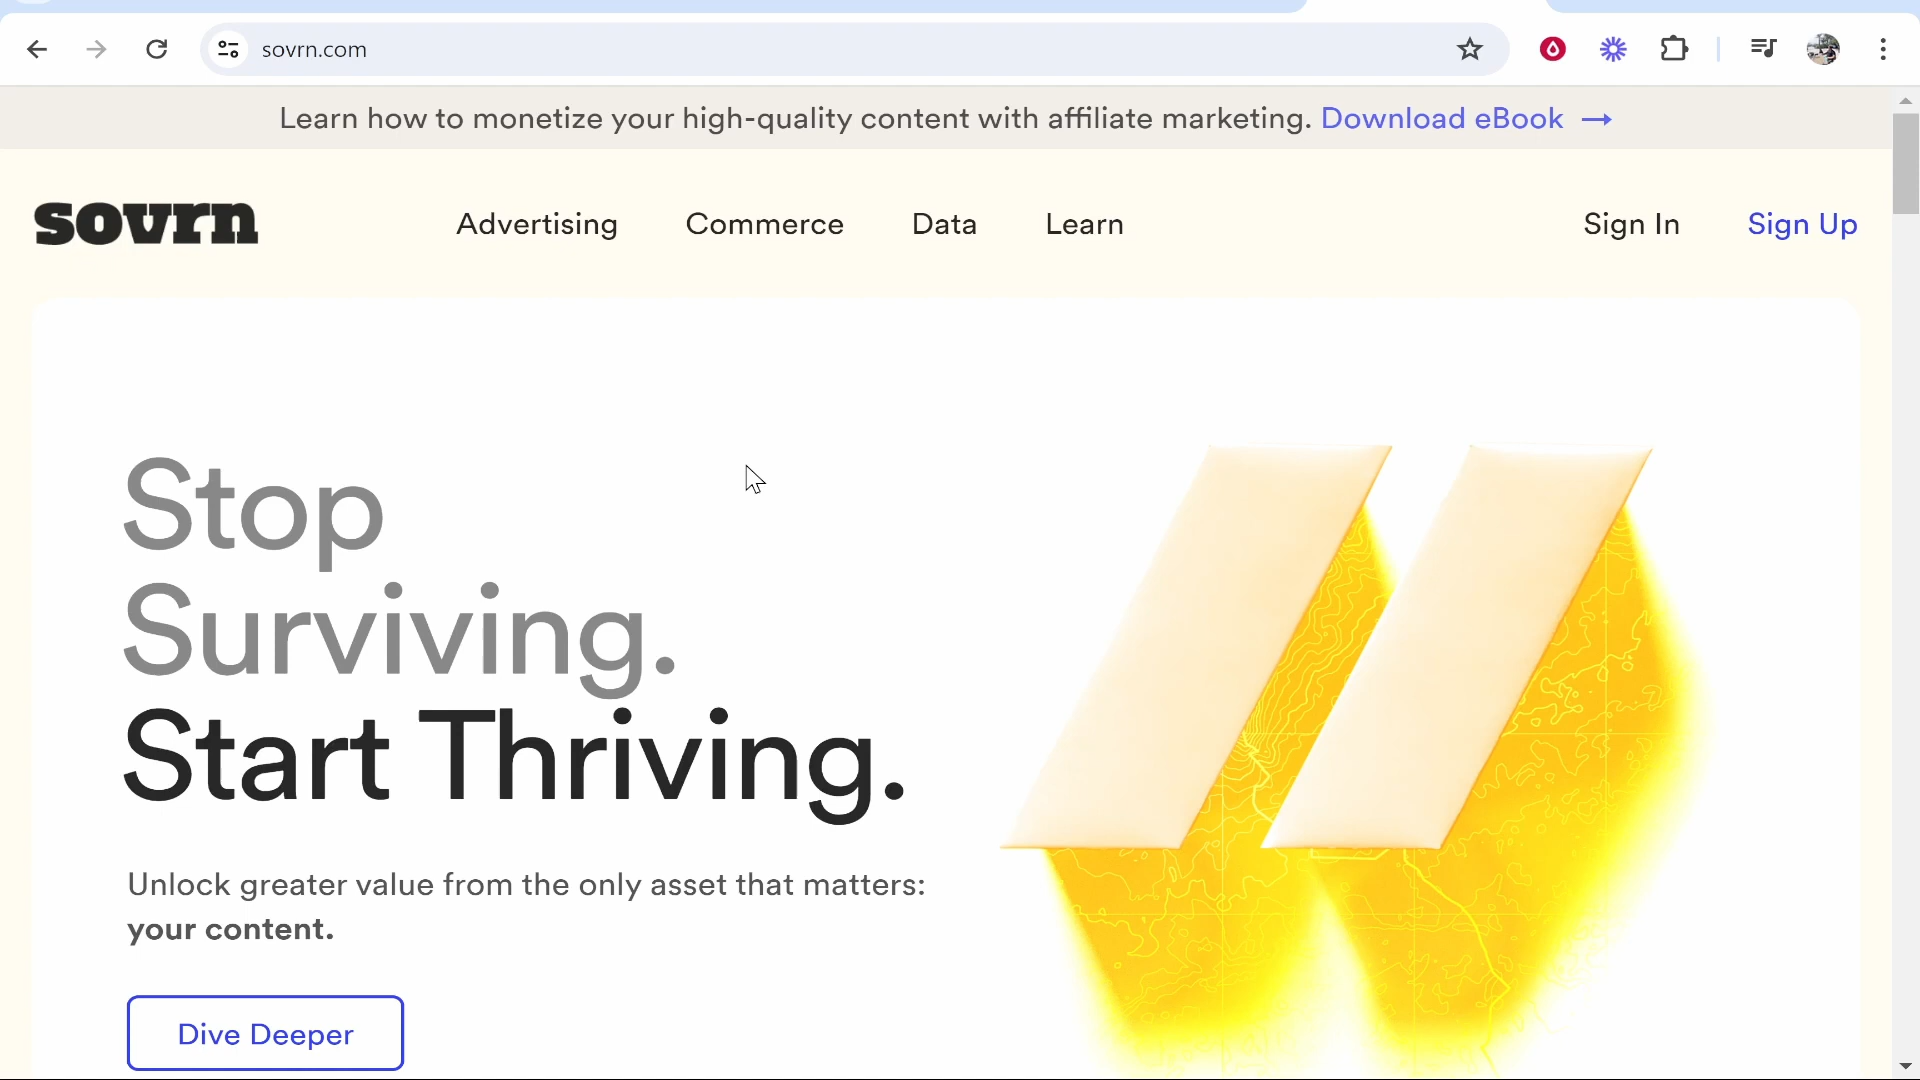 sovrn.com
Learn how to monetize your high-quality content with affiliate marketing. Download eBook →
sovrn
Advertising
Commerce
Data
Learn
Sign In
Sign Up
Stop
Surviving.
Start Thriving.
Unlock greater value from the only asset that matters:
your content.
Dive Deeper